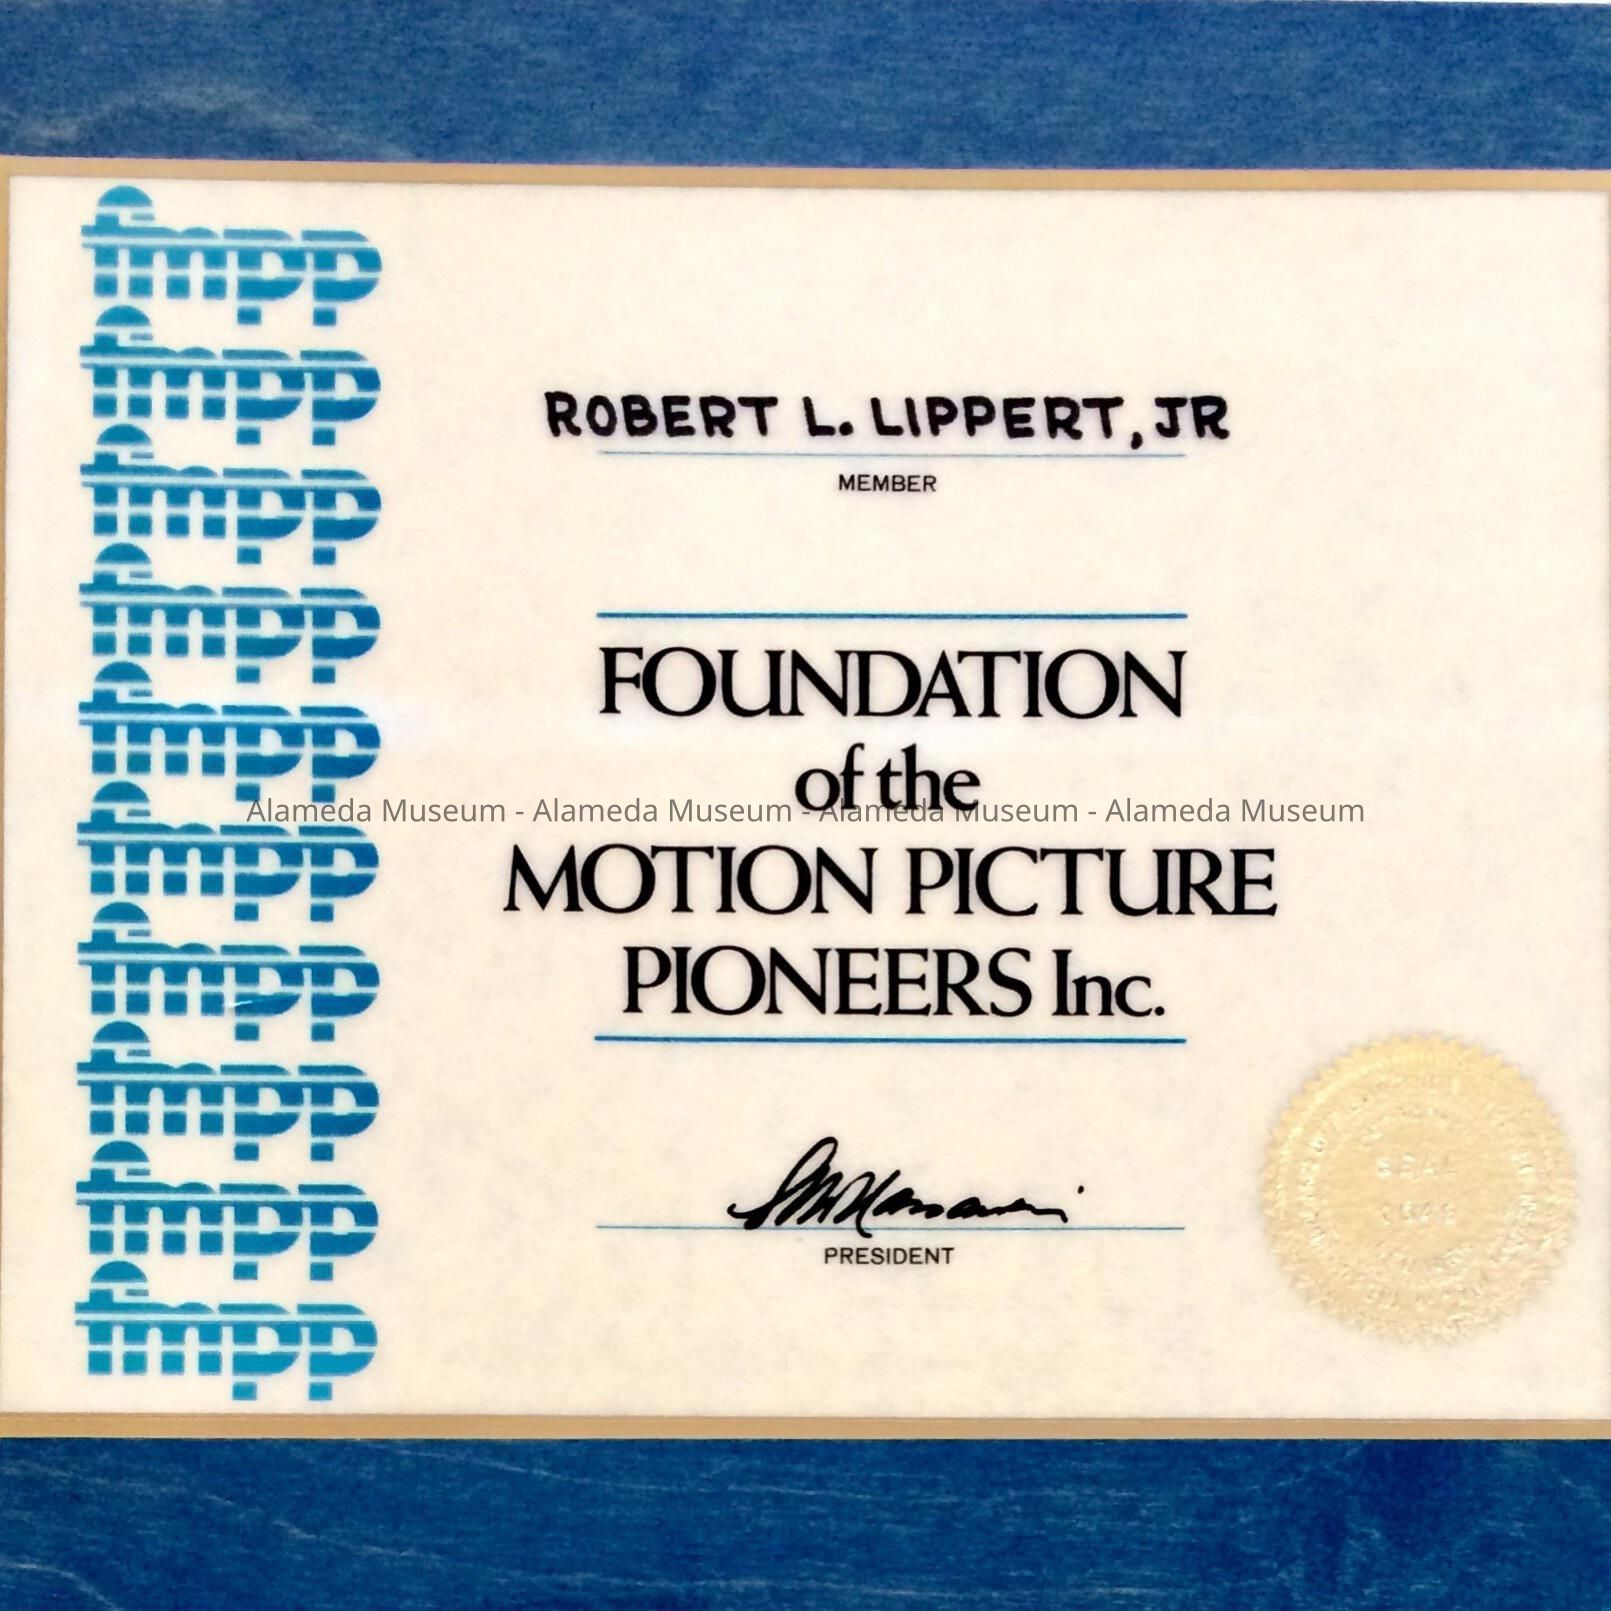 fmpp
fmpp
fmpp
fmpp
fmpp
fmpp
fmpp
fmpp
fmpp
fmpp
ROBERT L. LIPPERT, JR
MEMBER
FOUNDATION
of the
Alameda Museum - Alameda Museum - Alameda Museum - Alameda Museum
MOTION PICTURE
PIONEERS Inc.
PRESIDENT
SEAL